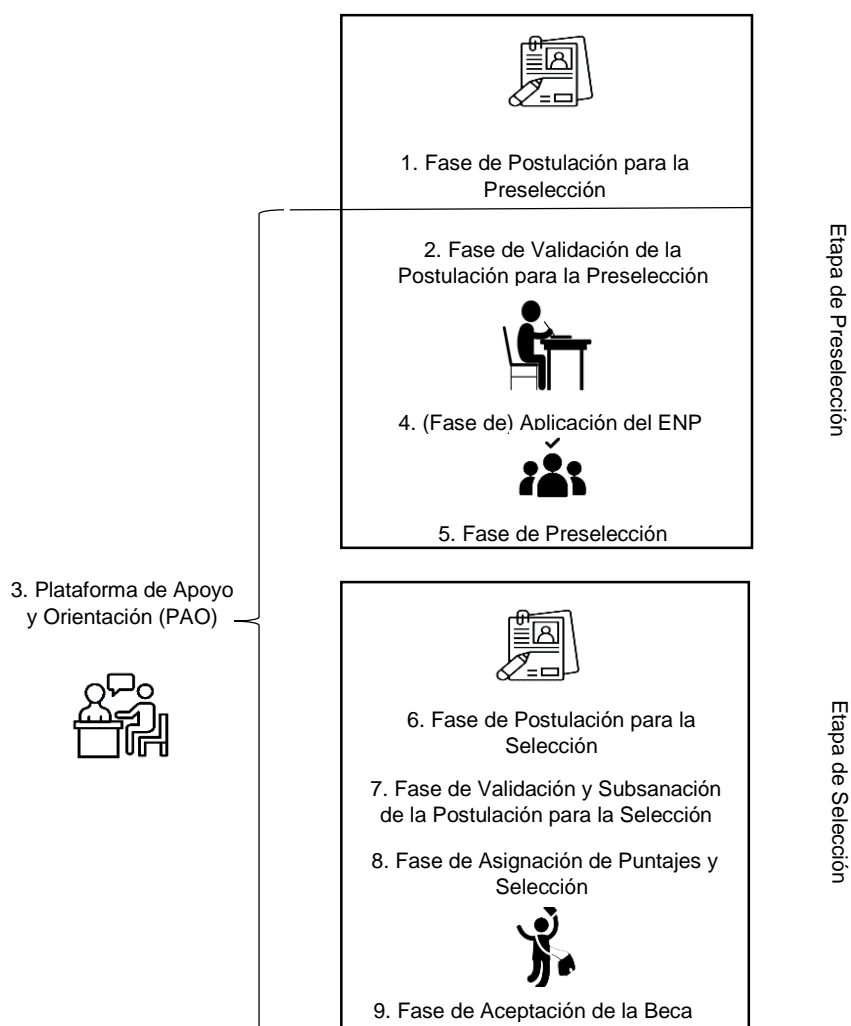 1. Fase de Postulación para la
Preselección
2. Fase de Validación de la
Postulación para la Preselección
4. (Fase de) Aplicación del ENP
5. Fase de Preselección
Etapa de Preselección
3. Plataforma de Apoyo
y Orientación (PAO)
6. Fase de Postulación para la
Selección
7. Fase de Validación y Subsanación
de la Postulación para la Selección
8. Fase de Asignación de Puntajes y
Selección
9. Fase de Aceptación de la Beca
Etapa de Selección